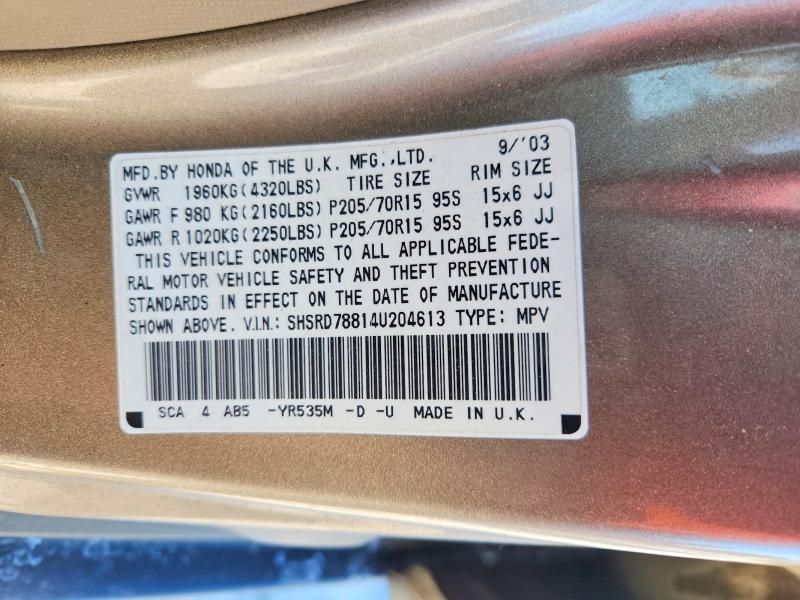 MFD.BY HONDA OF THE U.K. MFG.,LTD. 9/'03
GVWR 1960KG(4320LBS) TIRE SIZE RIM SIZE
GAWR F 980 KG(2160LBS) P205/70R15 95S 15x6 JJ
GAWR R 1020KG(2250LBS) P205/70R15 95S 15x6 JJ
THIS VEHICLE CONFORMS TO ALL APPLICABLE FEDE-
RAL MOTOR VEHICLE SAFETY AND THEFT PREVENTION
STANDARDS IN EFFECT ON THE DATE OF MANUFACTURE
SHOWN ABOVE. V.I.N.: SHSRD78814U204613 TYPE: MPV
SCA 4 AB5 -YR535M -D -U MADE IN U.K.